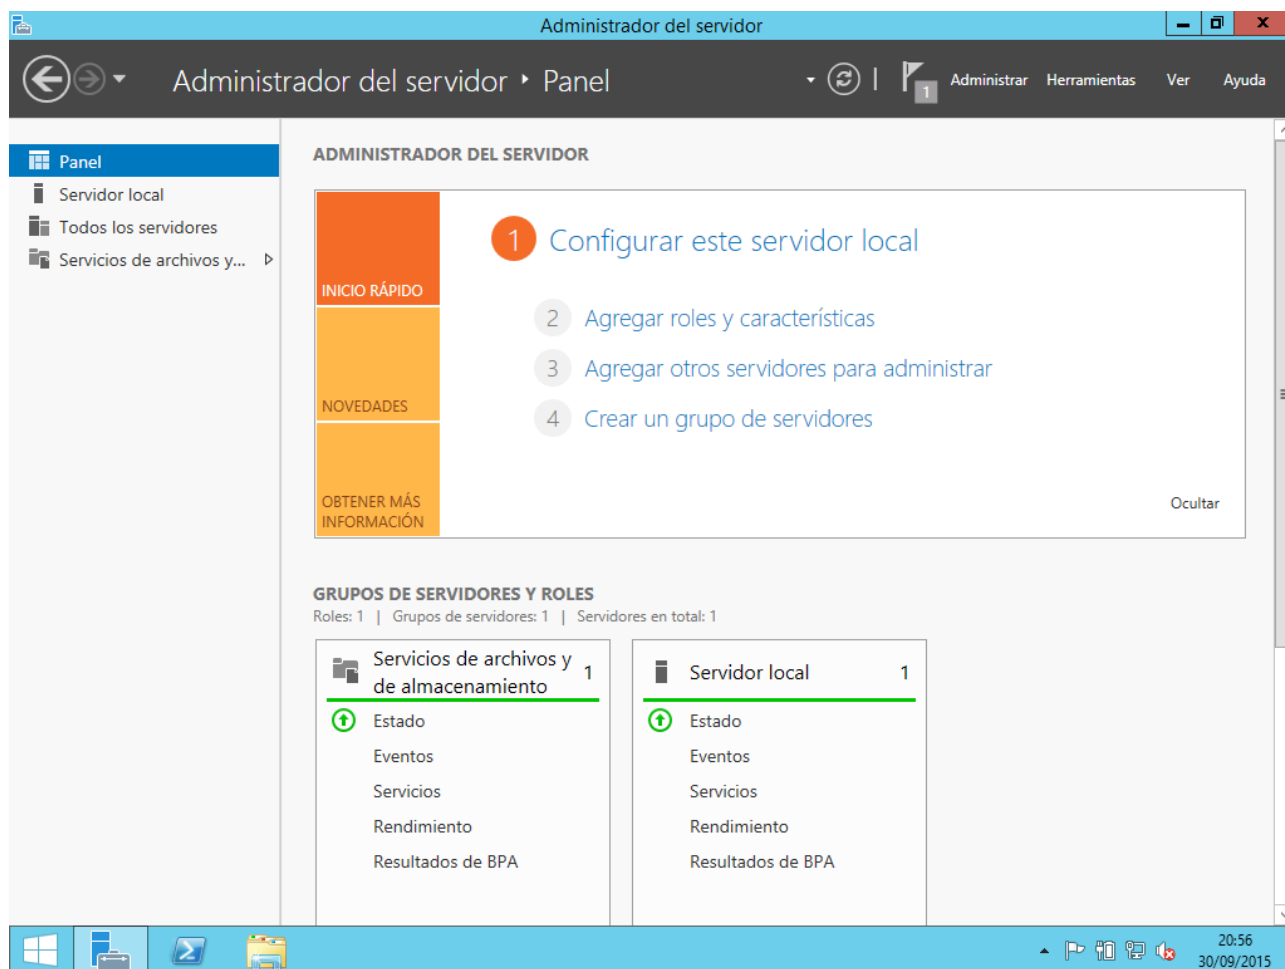 Administrador del servidor
Administrador del servidor ‣ Panel
1
Administrar Herramientas Ver Ayuda
Panel
Servidor local
Todos los servidores
Servicios de archivos y...
ADMINISTRADOR DEL SERVIDOR
INICIO RÁPIDO
NOVEDADES
OBTENER MÁS
INFORMACIÓN
1 Configurar este servidor local
2 Agregar roles y características
3 Agregar otros servidores para administrar
4 Crear un grupo de servidores
Ocultar
GRUPOS DE SERVIDORES Y ROLES
Roles: 1 | Grupos de servidores: 1 | Servidores en total: 1
Servicios de archivos y
de almacenamiento
1
Estado
Eventos
Servicios
Rendimiento
Resultados de BPA
Servidor local 1
Estado
Eventos
Servicios
Rendimiento
Resultados de BPA
20:56
30/09/2015